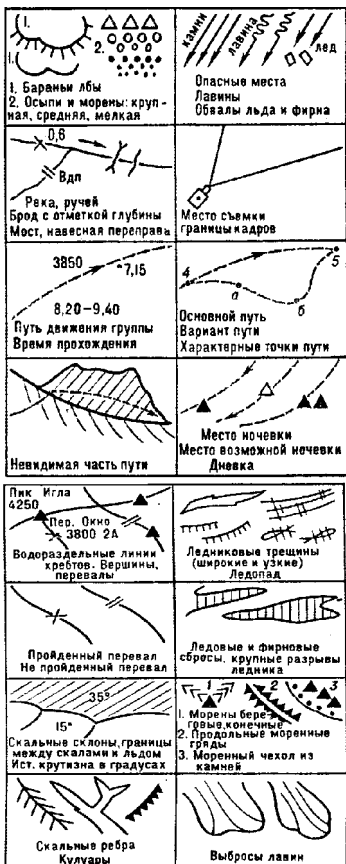 1.
1.
2.
1. Бараньи лбы
2. Осыпи и морены: круп-
ная, средняя, мелкая
камни
лавина
лед
Опасные места
Лавины
Обвалы льда и фирна
0,6
Вдп
Река, ручей
Брод с отметкой глубины
Мост, навесная переправа
Место съемки
границы кадров
3850
7,15
8,20-9,40
Путь движения группы
Время прохождения
4
5
а
б
Основной путь
Вариант пути
Характерные точки пути
Невидимая часть пути
Место ночевки
Место возможной ночевки
Дневка
Пик Игла
4250
Пер. Окно
3800 2А
Водораздельные линии
хребтов. Вершины,
перевалы
Ледниковые трещины
(широкие и узкие)
Ледопад
Пройденный перевал
Не пройденный перевал
Ледовые и фирновые
сбросы, крупные разрывы
ледника
35°
15°
Скальные склоны, границы
между скалами и льдом
Ист. крутизна в градусах
1
2
3
1. Морены бере-
говые, конечные
2. Продольные моренные
гряды
3. Моренный чехол из
камней
Скальные ребра
Кулуары
Выбросы лавин